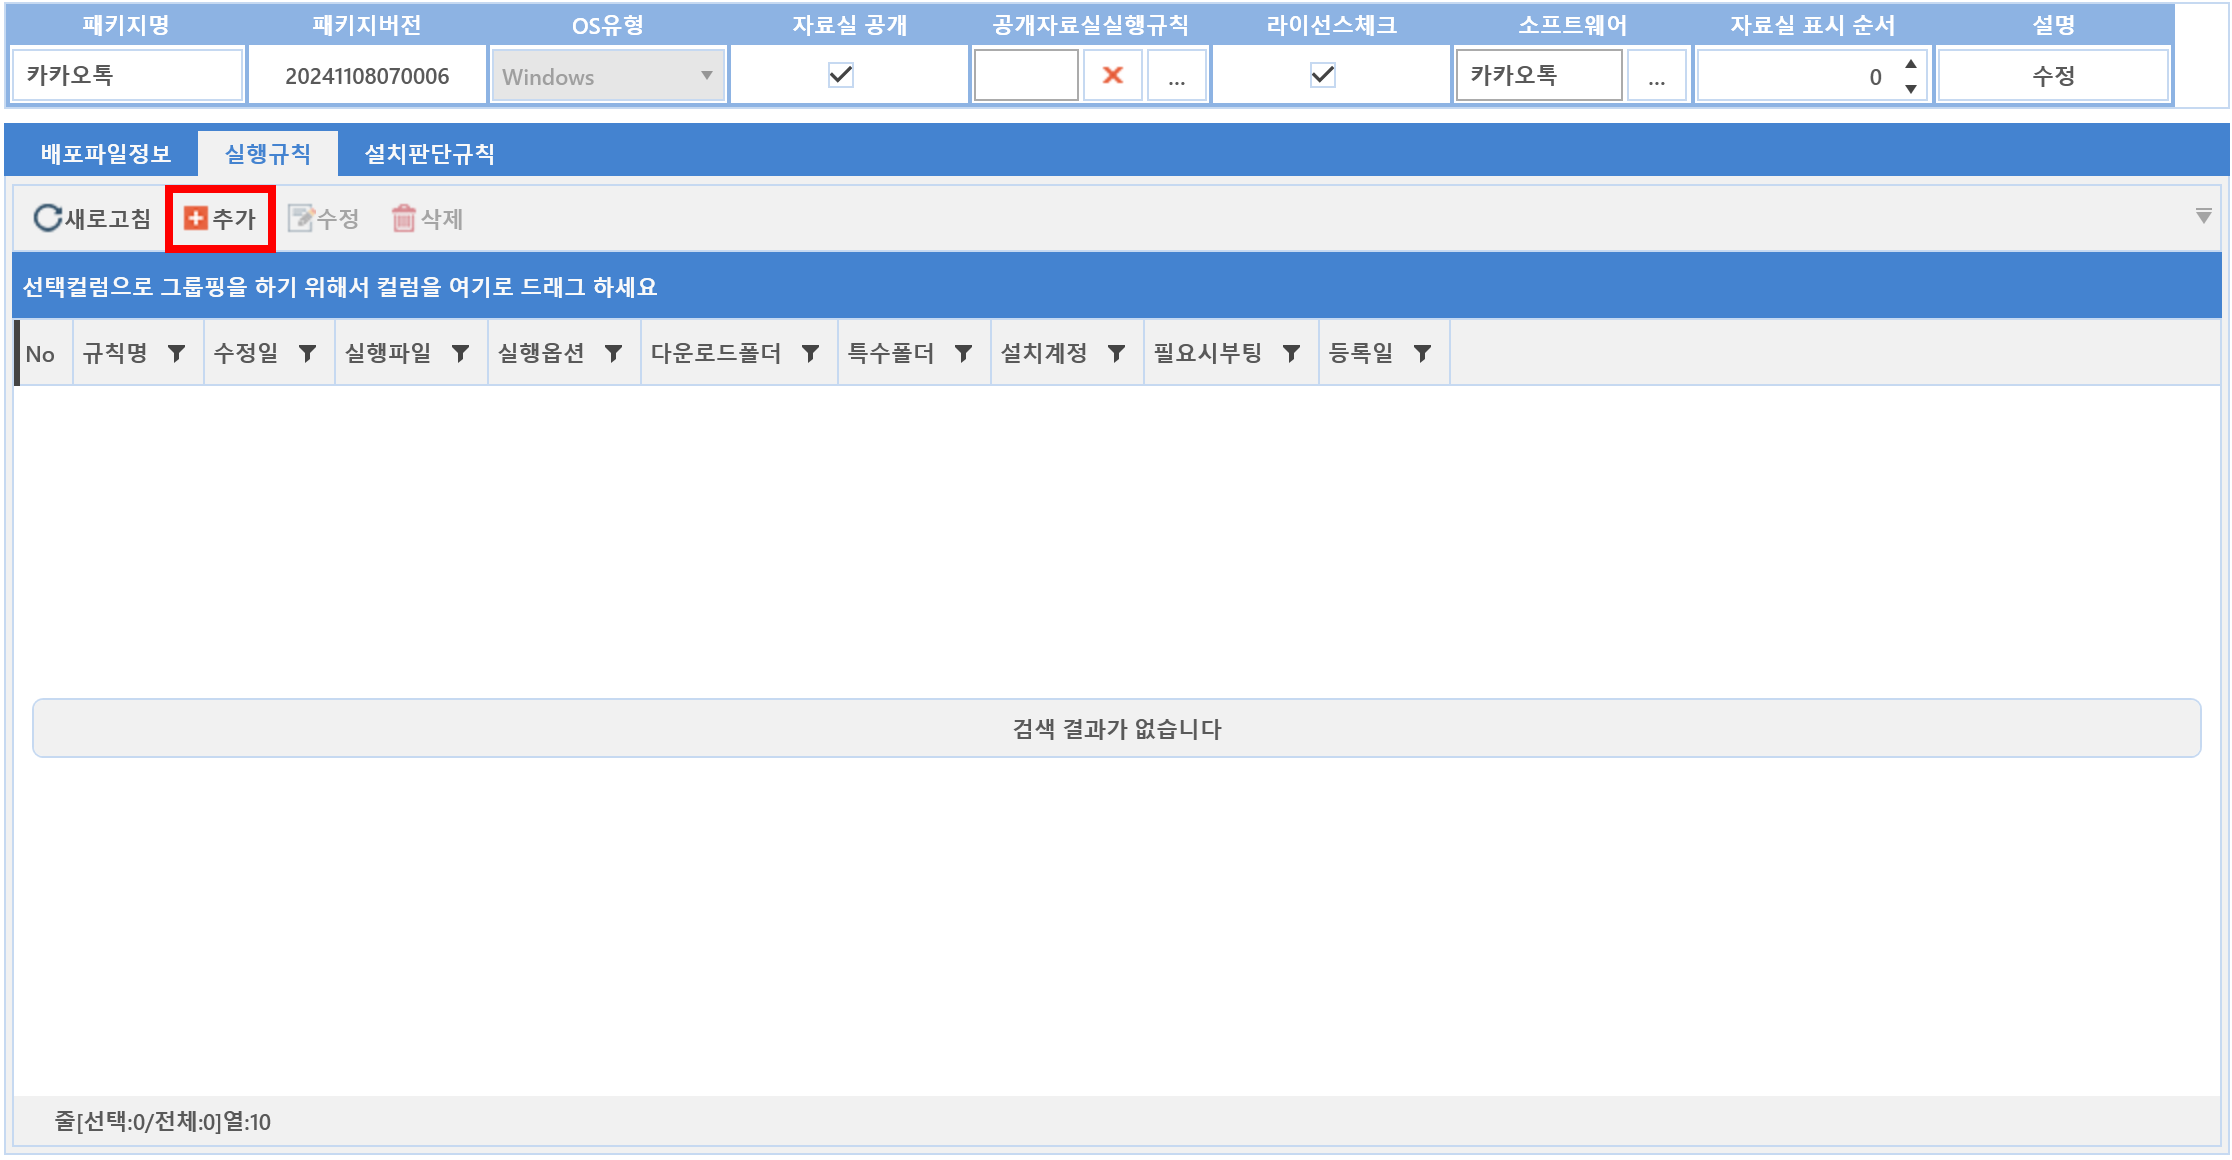 패키지명 패키지버전 OS유형 자료실 공개 공개자료실실행규칙 라이선스체크 소프트웨어 자료실 표시 순서 설명
카카오톡 20241108070006 Windows ... 카카오톡 ... 0 수정
배포파일정보 실행규칙 설치판단규칙
새로고침 추가 수정 삭제
선택컬럼으로 그룹핑을 하기 위해서 컬럼을 여기로 드래그 하세요
No 규칙명 수정일 실행파일 실행옵션 다운로드폴더 특수폴더 설치계정 필요시부팅 등록일
검색 결과가 없습니다
줄[선택:0/전체:0]열:10